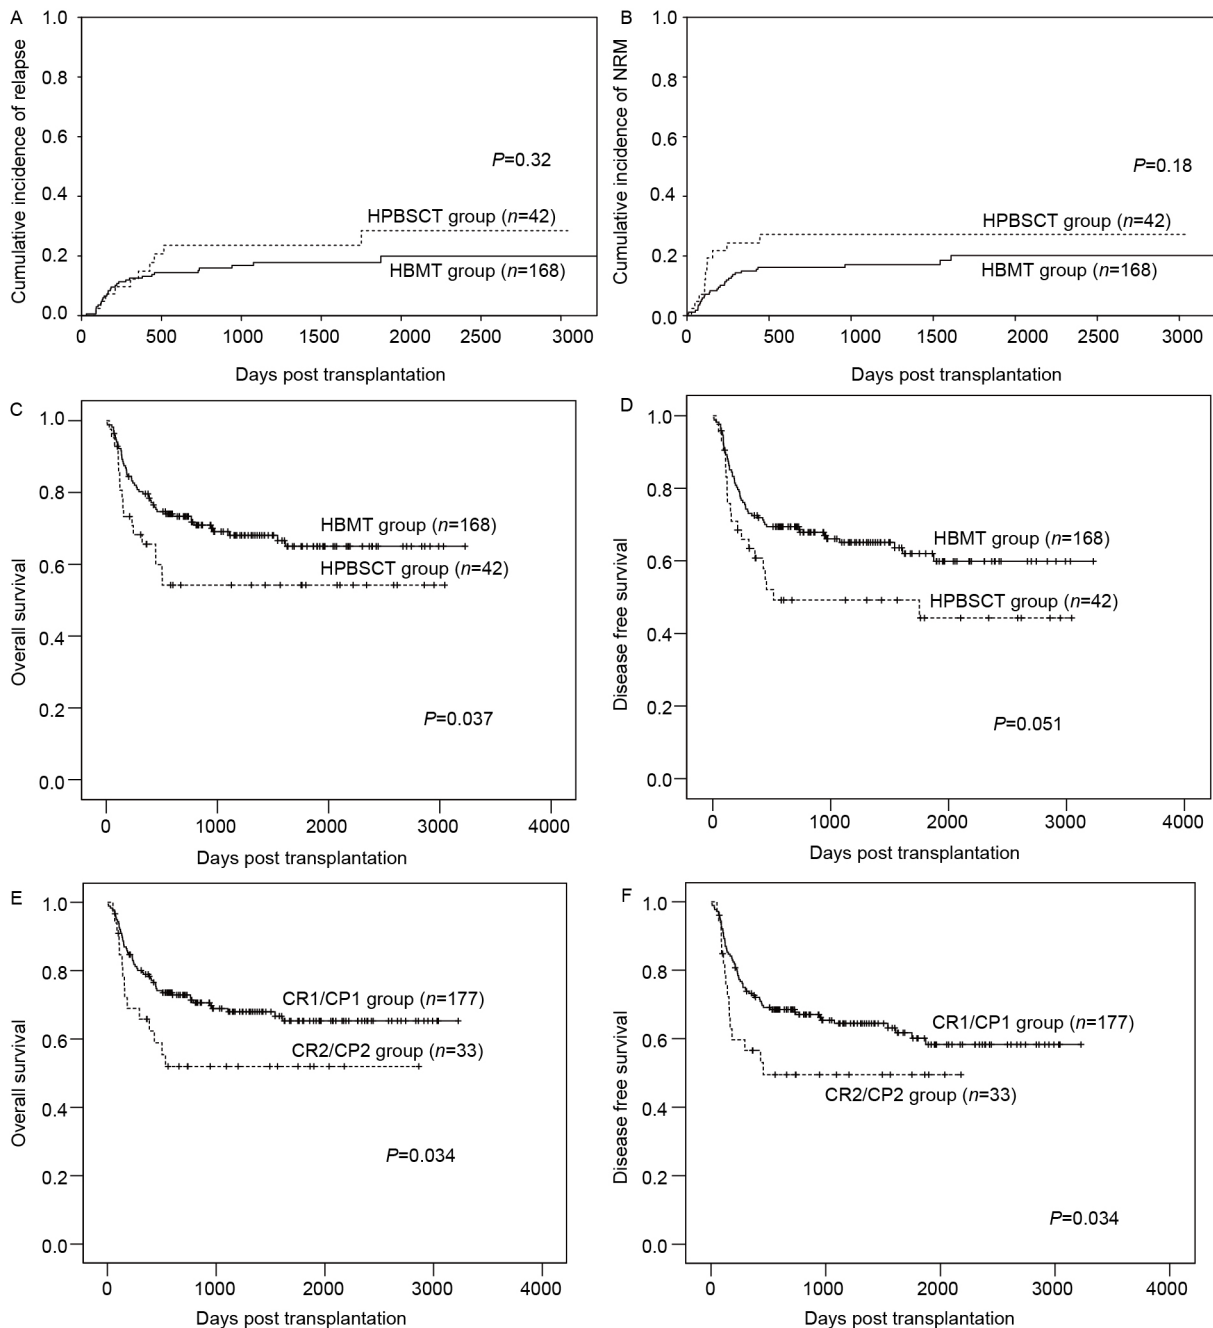 A
Cumulative incidence of relapse
1.0
0.8
0.6
0.4
0.2
0.0
P=0.32
HPBSCT group (n=42)
HBMT group (n=168)
0 500 1000 1500 2000 2500 3000
Days post transplantation
B
Cumulative incidence of NRM
1.0
0.8
0.6
0.4
0.2
0.0
P=0.18
HPBSCT group (n=42)
HBMT group (n=168)
0 500 1000 1500 2000 2500 3000
Days post transplantation
C
Overall survival
1.0
0.8
0.6
0.4
0.2
0.0
HBMT group (n=168)
HPBSCT group (n=42)
P=0.037
0 1000 2000 3000 4000
Days post transplantation
D
Disease free survival
1.0
0.8
0.6
0.4
0.2
0.0
HBMT group (n=168)
HPBSCT group (n=42)
P=0.051
0 1000 2000 3000 4000
Days post transplantation
E
Overall survival
1.0
0.8
0.6
0.4
0.2
0.0
CR1/CP1 group (n=177)
CR2/CP2 group (n=33)
P=0.034
0 1000 2000 3000 4000
Days post transplantation
F
Disease free survival
1.0
0.8
0.6
0.4
0.2
0.0
CR1/CP1 group (n=177)
CR2/CP2 group (n=33)
P=0.034
0 1000 2000 3000 4000
Days post transplantation